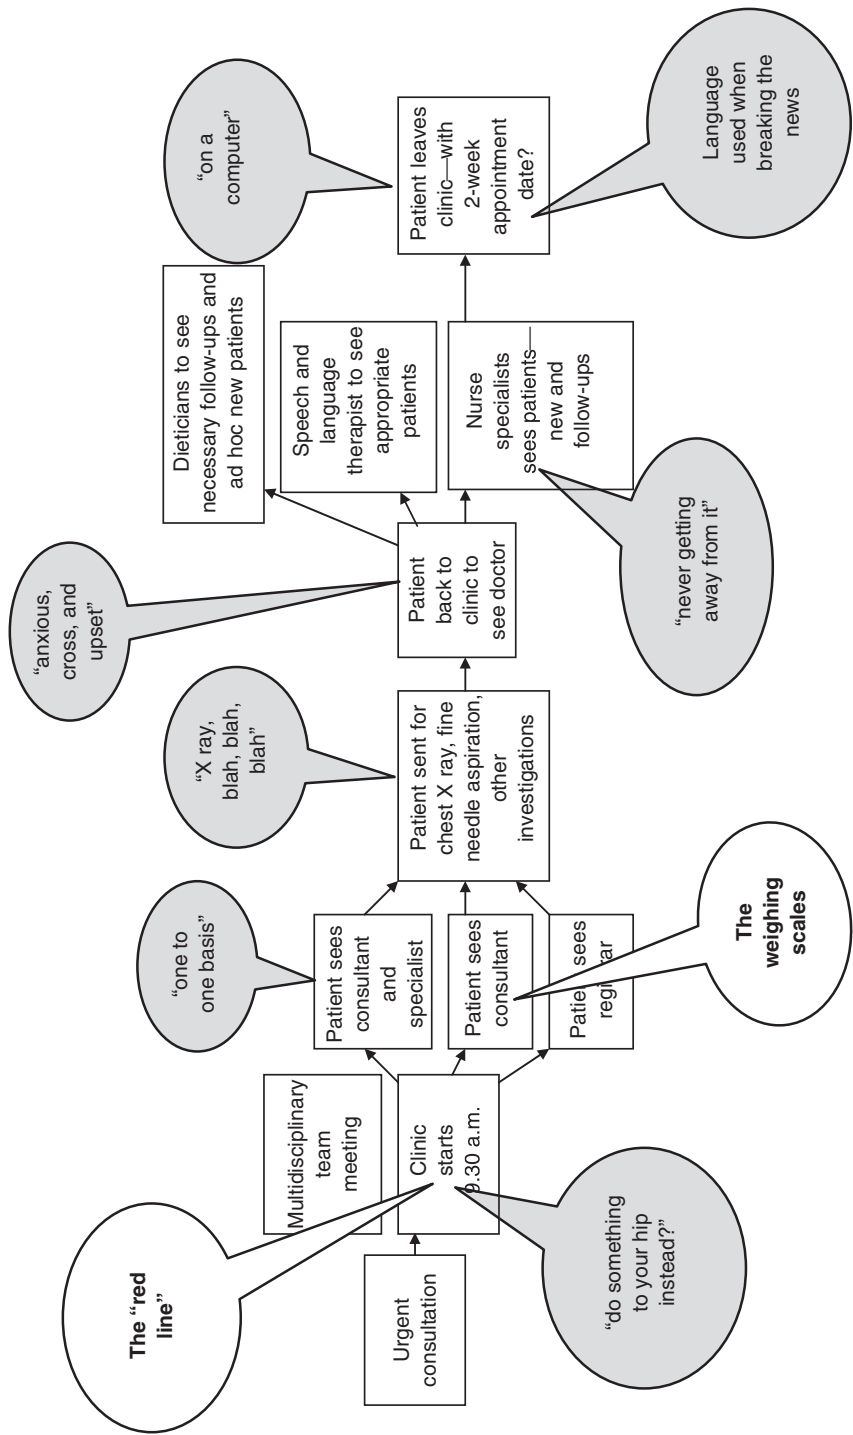 The “red
line”
Multidisciplinary
team
meeting
Urgent
consultation
Clinic
starts
9.30 a.m.
“do something
to your hip
instead?”
“one to
one basis”
Patient sees
consultant
and
specialist
Patient sees
consultant
Patient sees
registrar
The
weighing
scales
“X ray,
blah, blah, blah,
blah”
Patient sent for
chest X ray, fine
needle aspiration,
other
investigations
“anxious,
cross, and
upset”
Patient
back to
clinic to
see doctor
Dieticians to see
necessary follow-ups and
ad hoc new patients
Speech and
language
therapist to see
appropriate
patients
Nurse
specialists
sees patients—
new and
follow-ups
“never getting
away from it”
“on a
computer”
Patient leaves
clinic—with
2-week
appointment
date?
Language
used when
breaking the
news